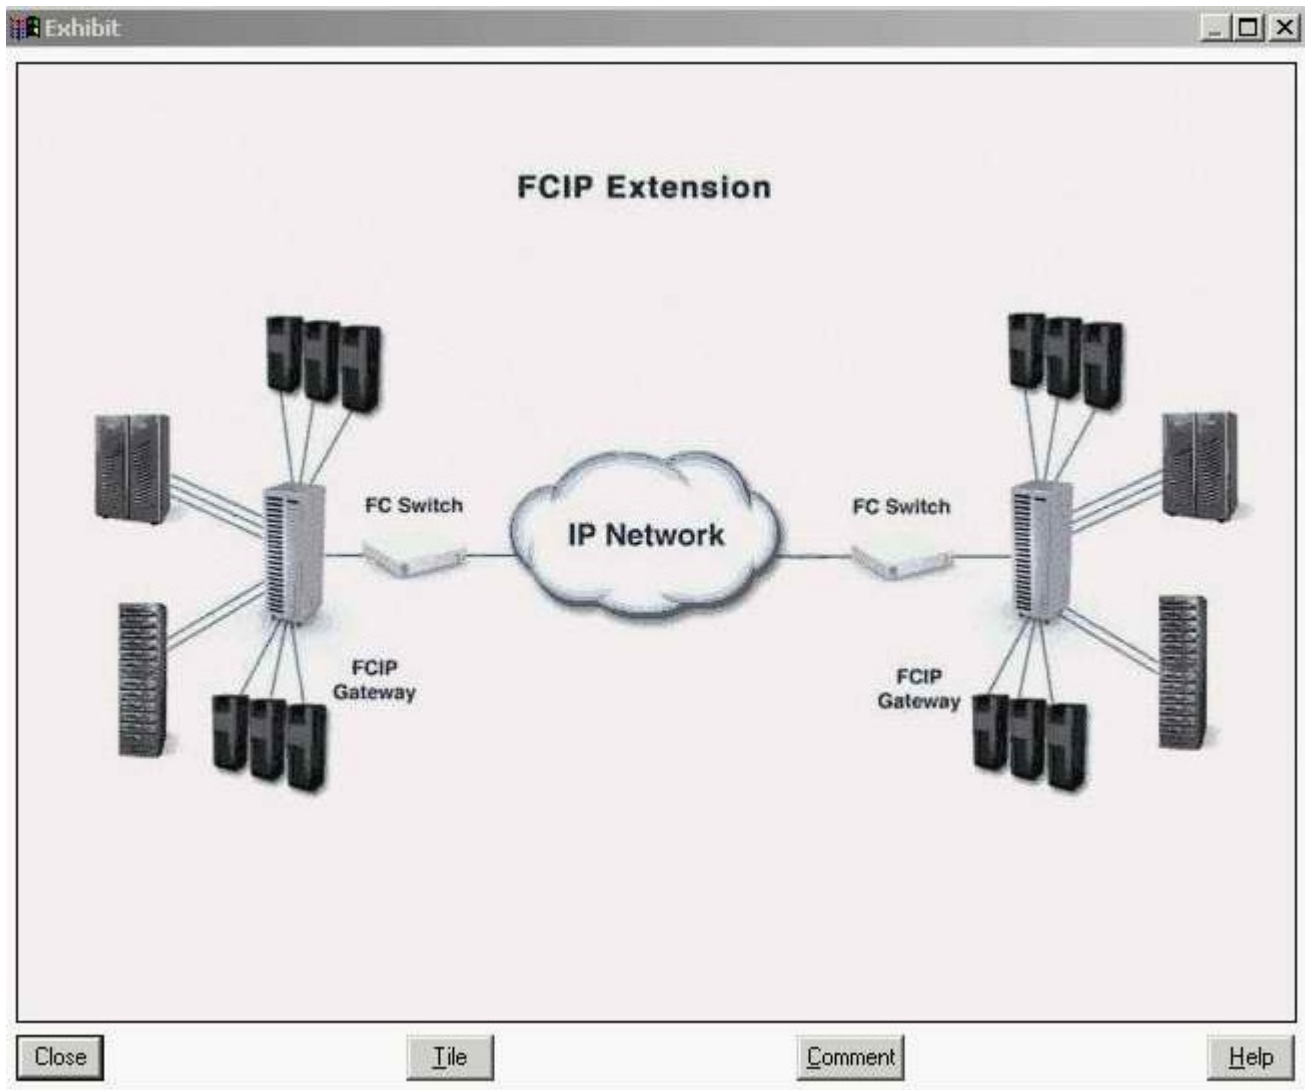 Exhibit
FCIP Extension
FC Switch
IP Network
FC Switch
FCIP
Gateway
FCIP
Gateway
Close
Tile
Comment
Help